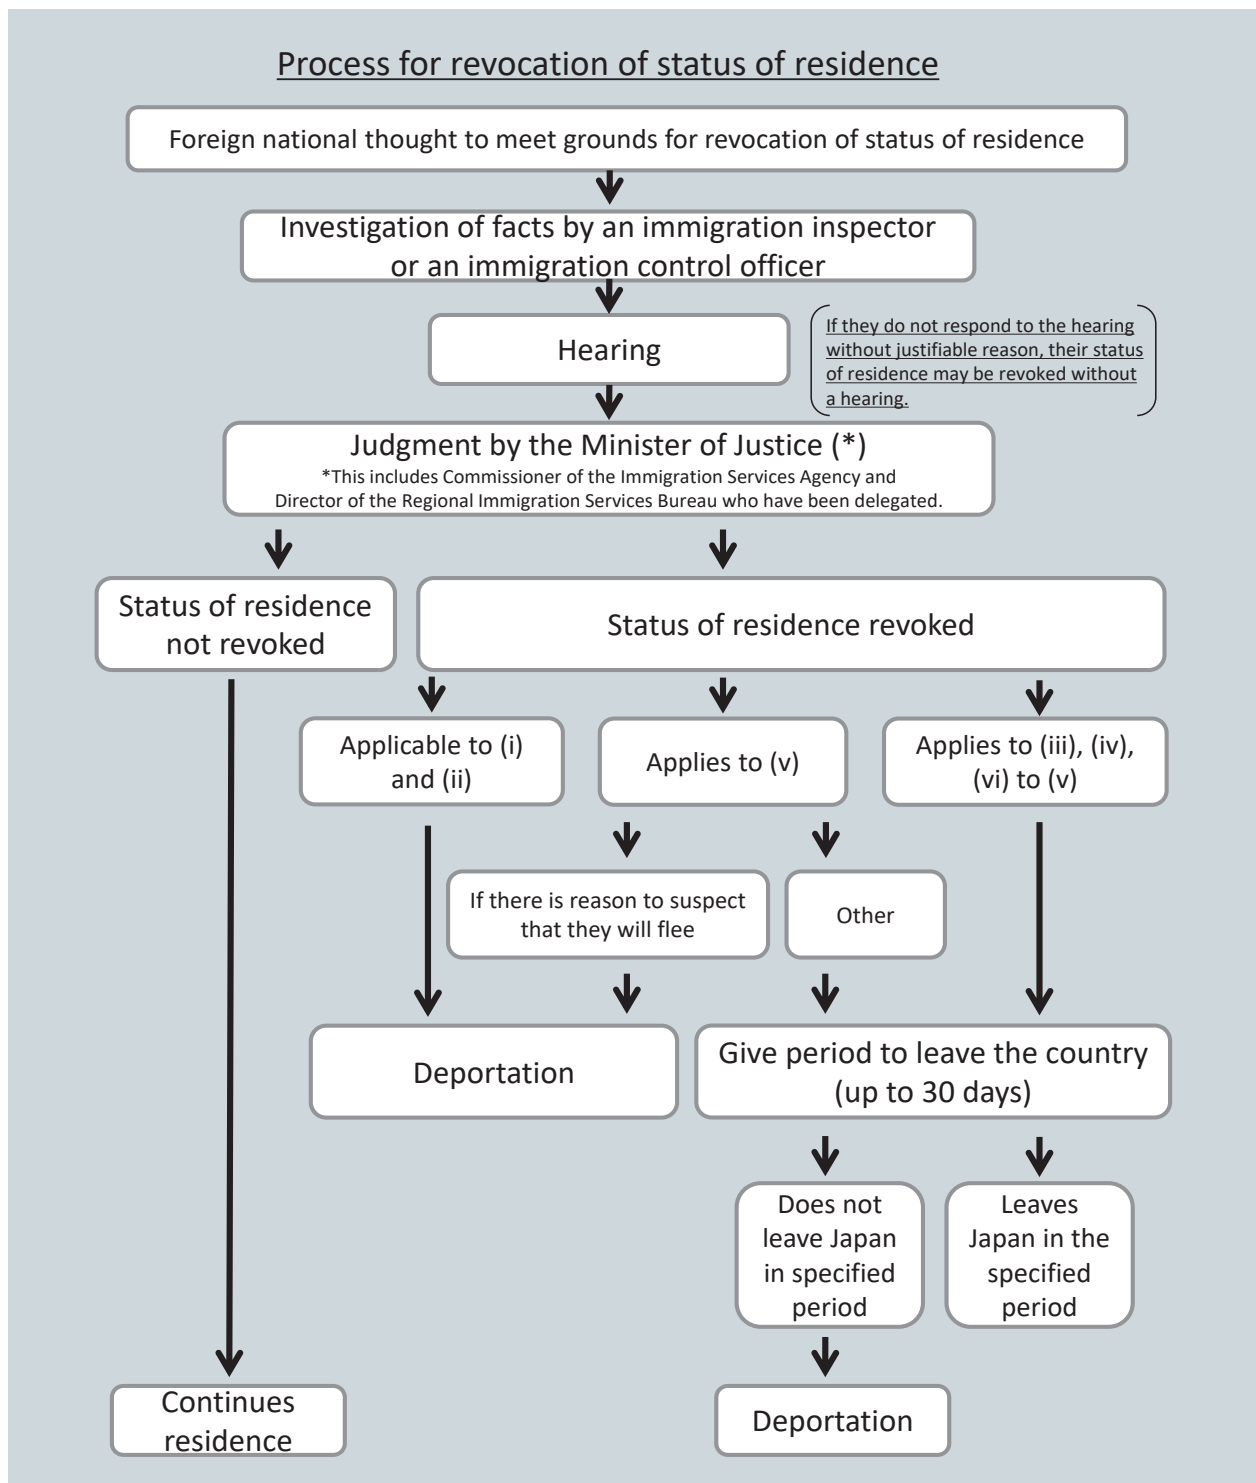 Process for revocation of status of residence
Foreign national thought to meet grounds for revocation of status of residence
Investigation of facts by an immigration inspector
or an immigration control officer
Hearing
If they do not respond to the hearing
without justifiable reason, their status
of residence may be revoked without
a hearing.
Judgment by the Minister of Justice (*)
*This includes Commissioner of the Immigration Services Agency and
Director of the Regional Immigration Services Bureau who have been delegated.
Status of residence
not revoked
Status of residence revoked
Applicable to (i)
and (ii)
Applies to (v)
Applies to (iii), (iv),
(vi) to (v)
If there is reason to suspect
that they will flee
Other
Deportation
Give period to leave the country
(up to 30 days)
Does not
leave Japan
in specified
period
Leaves
Japan in the
specified
period
Continues
residence
Deportation